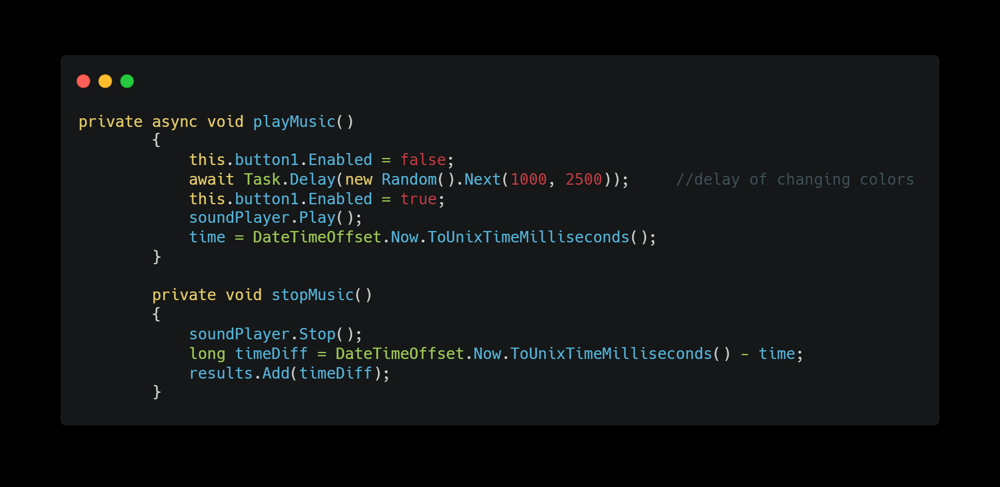 private async void playMusic()
        {
            this.button1.Enabled = false;
            await Task.Delay(new Random().Next(1000, 2500));     //delay of changing colors
            this.button1.Enabled = true;
            soundPlayer.Play();
            time = DateTimeOffset.Now.ToUnixTimeMilliseconds();
        }

        private void stopMusic()
        {
            soundPlayer.Stop();
            long timeDiff = DateTimeOffset.Now.ToUnixTimeMilliseconds() - time;
            results.Add(timeDiff);
        }